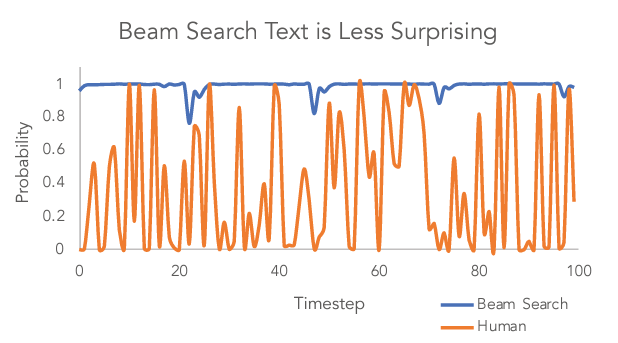 Beam Search Text is Less Surprising
Probability
1
0.8
0.6
0.4
0.2
0
0 20 40 60 80 100
Timestep
Beam Search
Human